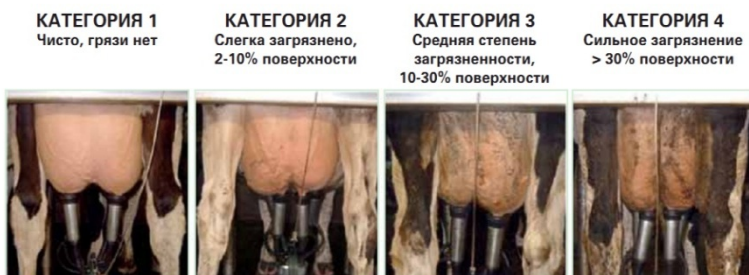 КАТЕГОРИЯ 1
Чисто, грязи нет
КАТЕГОРИЯ 2
Слегка загрязнено,
2-10% поверхности
КАТЕГОРИЯ 3
Средняя степень
загрязненности,
10-30% поверхности
КАТЕГОРИЯ 4
Сильное загрязнение
> 30% поверхности